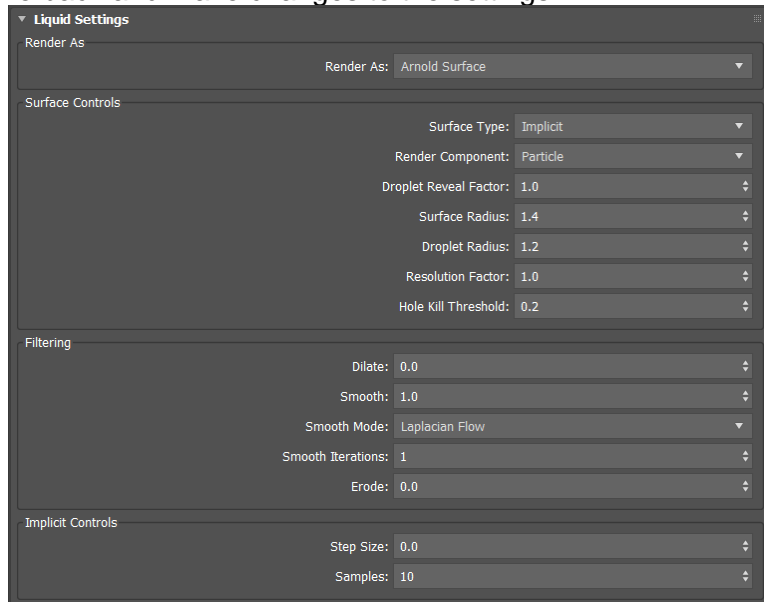 Liquid Settings
Render As
Render As: Arnold Surface
Surface Controls
Surface Type: Implicit
Render Component: Particle
Droplet Reveal Factor: 1.0
Surface Radius: 1.4
Droplet Radius: 1.2
Resolution Factor: 1.0
Hole Kill Threshold: 0.2
Filtering
Dilate: 0.0
Smooth: 1.0
Smooth Mode: Laplacian Flow
Smooth Iterations: 1
Erode: 0.0
Implicit Controls
Step Size: 0.0
Samples: 10